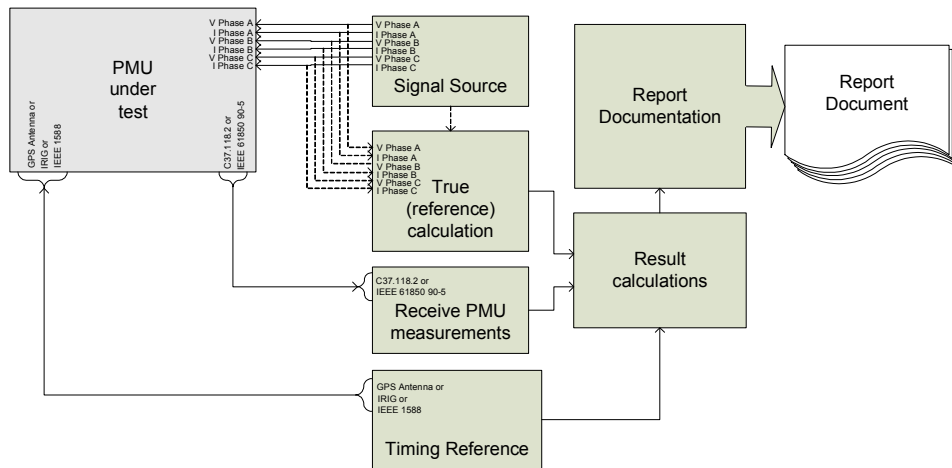 V Phase A
I Phase A
V Phase B
I Phase B
V Phase C
I Phase C
PMU
under
test
GPS Antenna or
IRIG or
IEEE 1588
C37.118.2 or
IEEE 61850 90-5
V Phase A
I Phase A
V Phase B
I Phase B
V Phase C
I Phase C
Signal Source
V Phase A
I Phase A
V Phase B
I Phase B
V Phase C
I Phase C
True
(reference)
calculation
C37.118.2 or
IEEE 61850 90-5
Receive PMU
measurements
GPS Antenna or
IRIG or
IEEE 1588
Timing Reference
Report
Documentation
Result
calculations
Report
Document